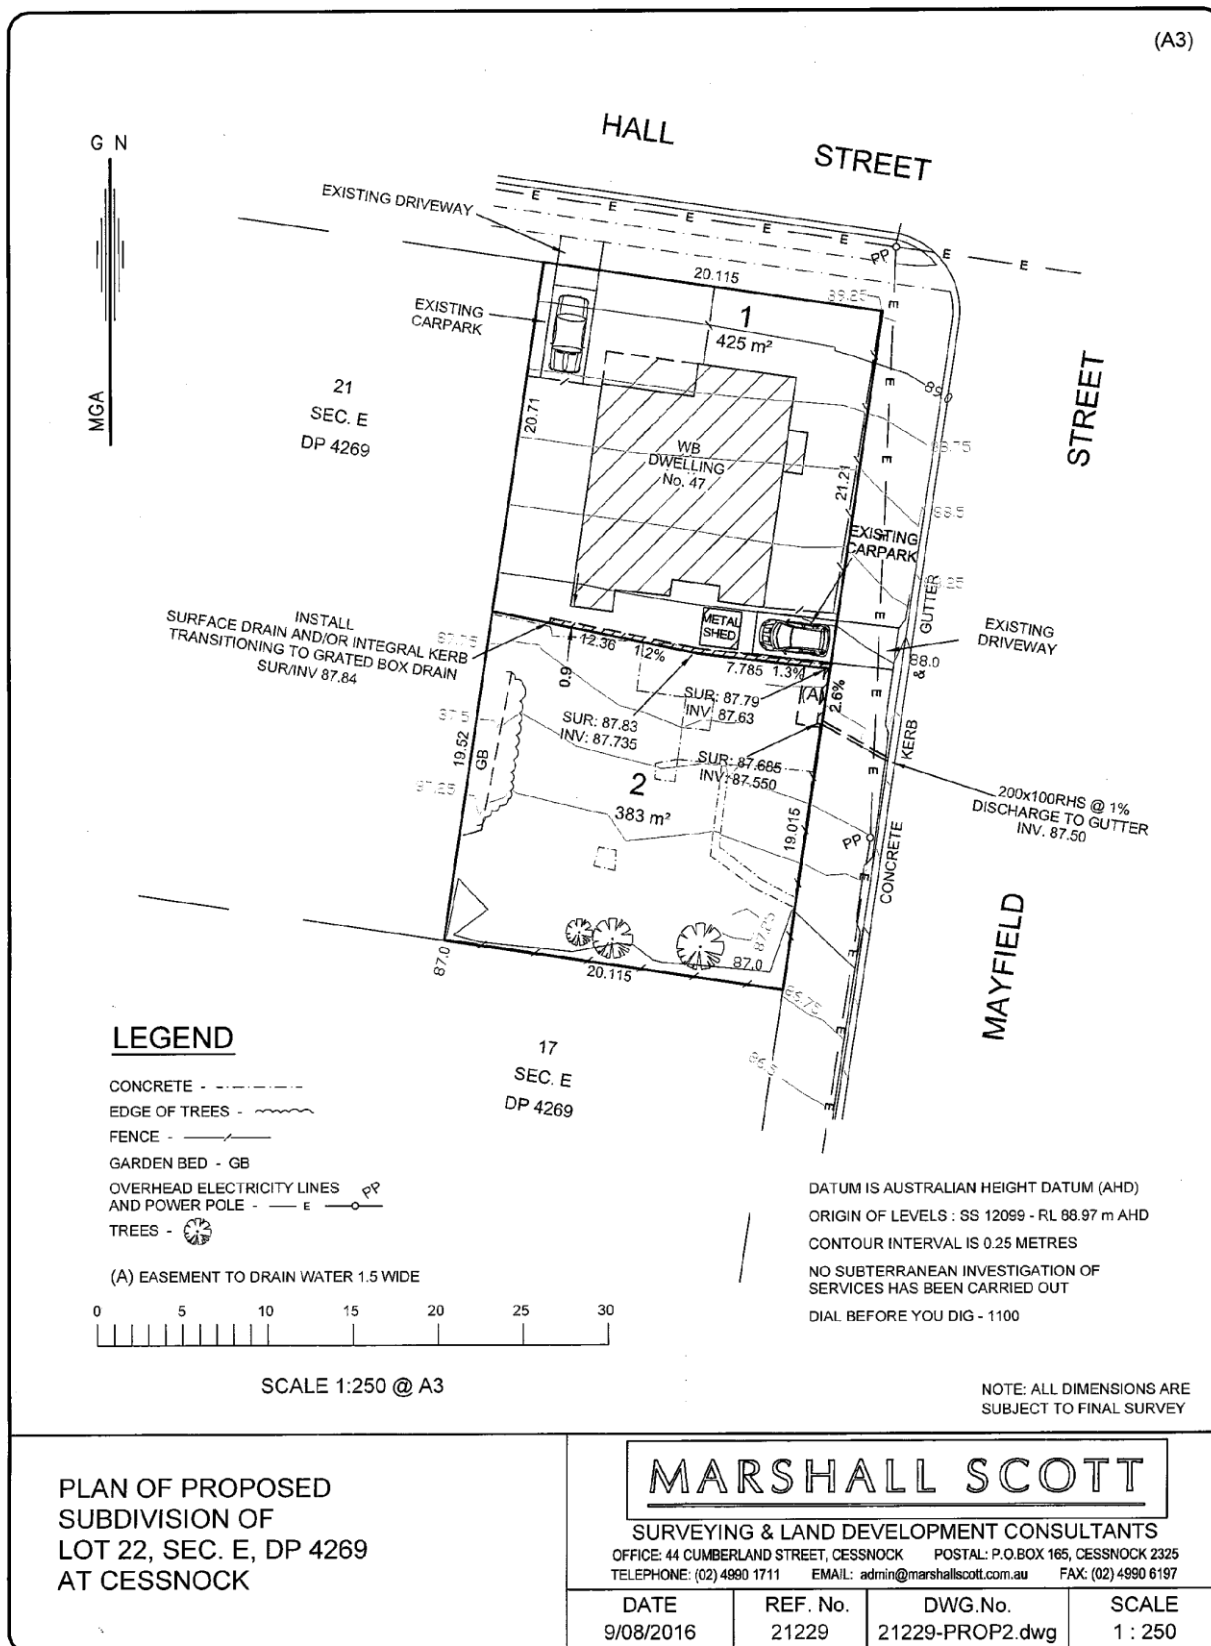 (A3)
HALL STREET
G N
MGA
EXISTING DRIVEWAY
E E E E E E E
PP
20.115
89.25
EXISTING
CARPARK
1
425 m²
E
STREET
21
SEC. E
DP 4269
20.71
E
89.0
88.75
WB
DWELLING
No. 47
E
21.21
88.5
EXISTING
CARPARK
E
GUTTER
&
KERB
CONCRETE
INSTALL
SURFACE DRAIN AND/OR INTEGRAL KERB
TRANSITIONING TO GRATED BOX DRAIN
SUR/INV 87.84
87.75
METAL
SHED
E
EXISTING
DRIVEWAY
12.36 1.2%
7.785 1.3%
88.0
0.9
SUR: 87.79
INV: 87.63
(A)
2.6%
E
87.5
SUR: 87.83
INV: 87.735
19.52
GB
SUR: 87.685
INV: 87.550
E
87.25
2
383 m²
200x100RHS @ 1%
DISCHARGE TO GUTTER
INV. 87.50
19.015
PP
E
MAYFIELD
87.25
E
87.0
20.115
87.0
86.75
E
86.5
E
17
SEC. E
DP 4269
LEGEND
CONCRETE -
EDGE OF TREES -
FENCE -
GARDEN BED - GB
OVERHEAD ELECTRICITY LINES PP
AND POWER POLE - E
TREES -
(A) EASEMENT TO DRAIN WATER 1.5 WIDE
0 5 10 15 20 25 30
SCALE 1:250 @ A3
DATUM IS AUSTRALIAN HEIGHT DATUM (AHD)
ORIGIN OF LEVELS : SS 12099 - RL 88.97 m AHD
CONTOUR INTERVAL IS 0.25 METRES
NO SUBTERRANEAN INVESTIGATION OF
SERVICES HAS BEEN CARRIED OUT
DIAL BEFORE YOU DIG - 1100
NOTE: ALL DIMENSIONS ARE
SUBJECT TO FINAL SURVEY
PLAN OF PROPOSED
SUBDIVISION OF
LOT 22, SEC. E, DP 4269
AT CESSNOCK
MARSHALL SCOTT
SURVEYING & LAND DEVELOPMENT CONSULTANTS
OFFICE: 44 CUMBERLAND STREET, CESSNOCK POSTAL: P.O.BOX 165, CESSNOCK 2325
TELEPHONE: (02) 4990 1711 EMAIL: admin@marshallscott.com.au FAX: (02) 4990 6197
DATE
9/08/2016
REF. No.
21229
DWG.No.
21229-PROP2.dwg
SCALE
1 : 250